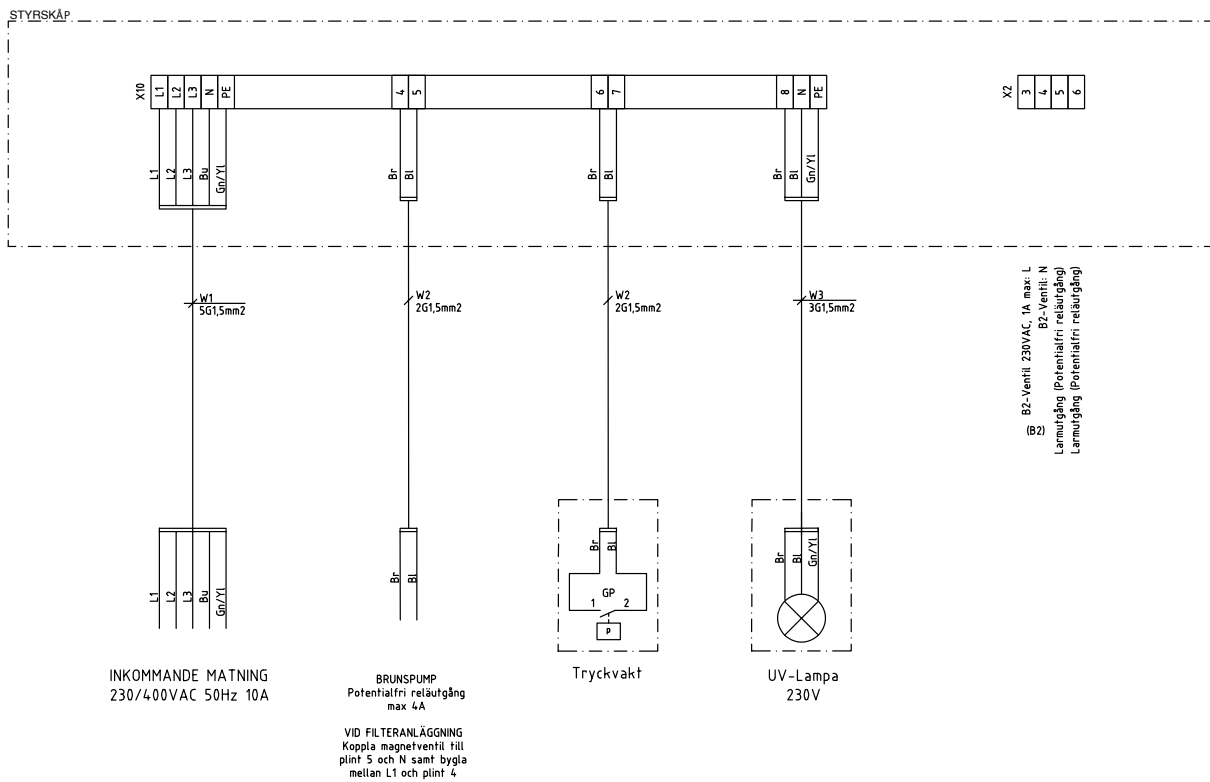 STYRSKÅP
X10 L1 L2 L3 N PE 4 5 6 7 8 N PE
X2 3 4 5 6
L1 L2 L3 Bu Gn/Yl
Br Bl
Br Bl
Br Bl Gn/Yl
W1
5G1,5mm2
W2
2G1,5mm2
W2
2G1,5mm2
W3
3G1,5mm2
(B2) B2-Ventil 230VAC, 1A max: L
B2-Ventil: N
Larmutgång (Potentialfri reläutgång)
Larmutgång (Potentialfri reläutgång)
L1 L2 L3 Bu Gn/Yl
Br Bl
Br Bl
GP
1 2
P
Br Bl Gn/Yl
INKOMMANDE MATNING
230/400VAC 50Hz 10A
BRUNSPUMP
Potentialfri reläutgång
max 4A
VID FILTERANLÄGGNING
Koppla magnetventil till
plint 5 och N samt bygla
mellan L1 och plint 4
Tryckvakt
UV-Lampa
230V